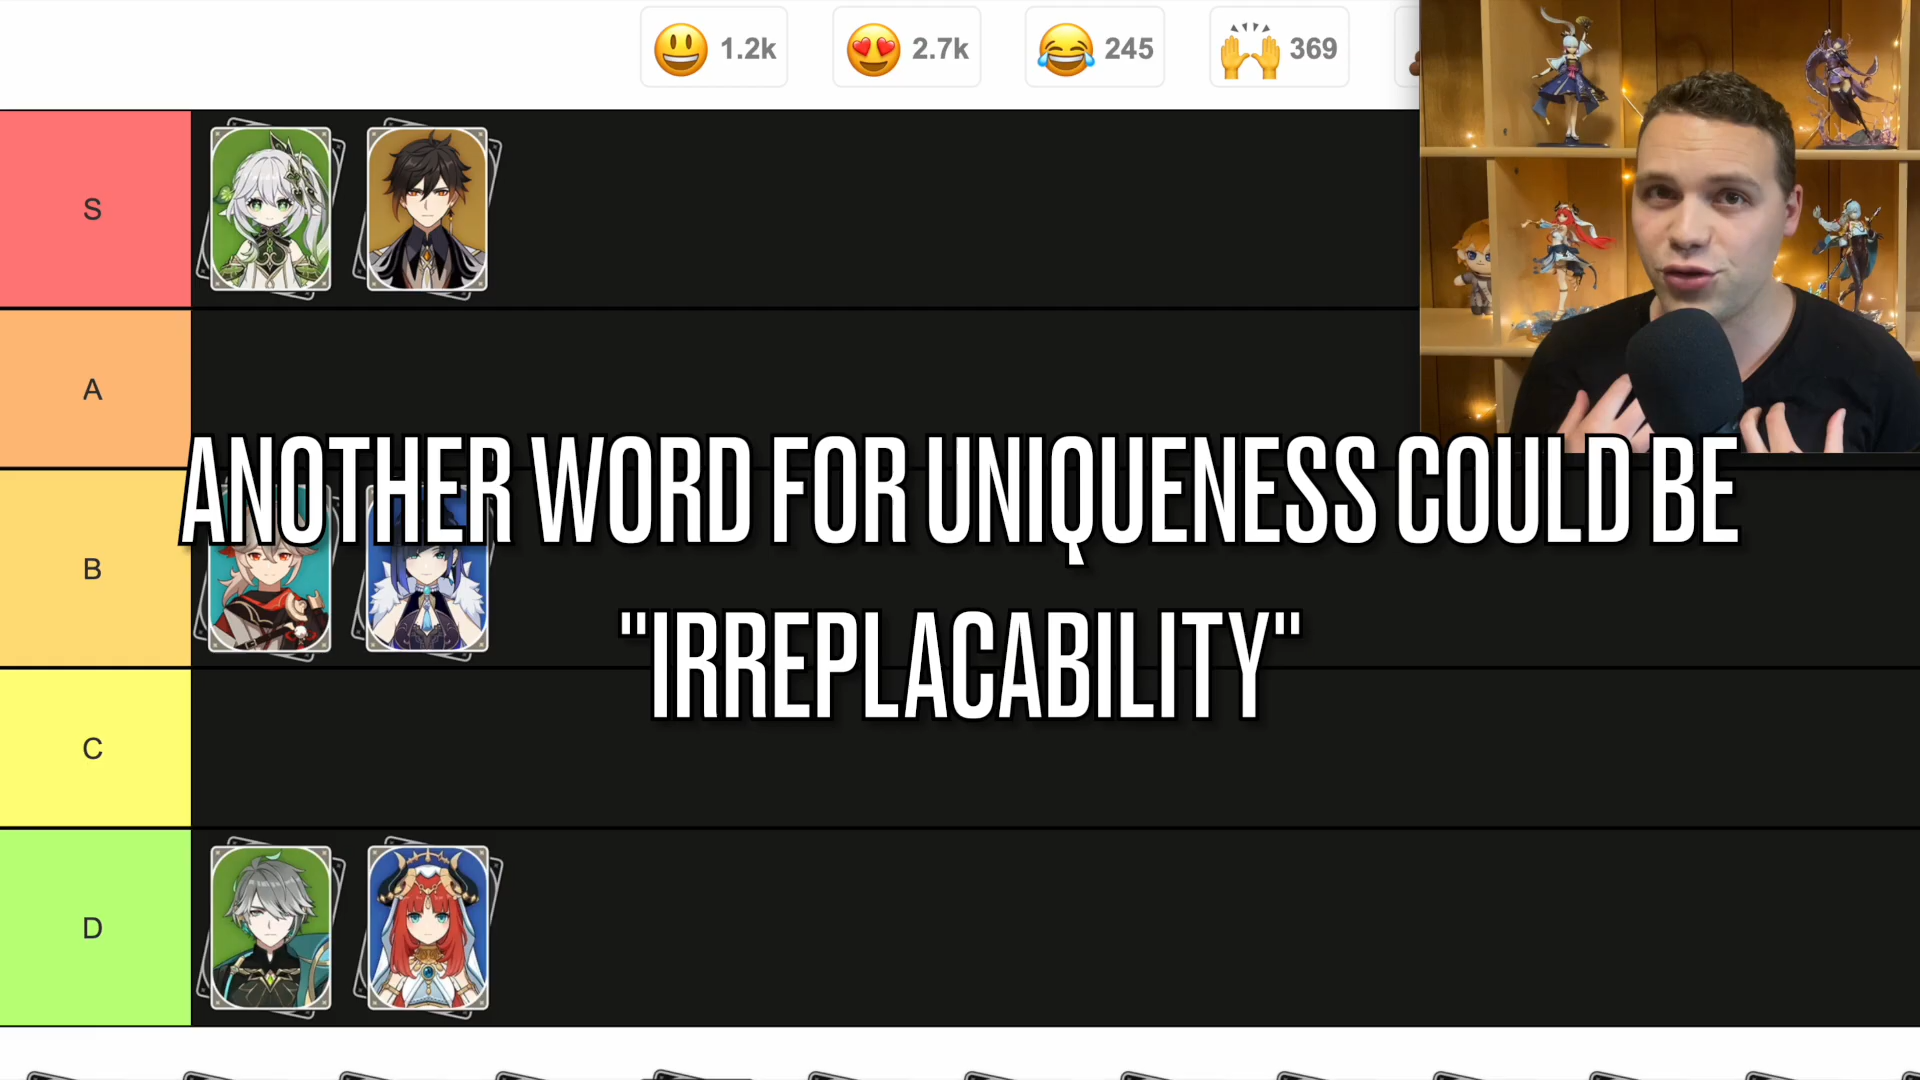 1.2k
2.7k
245
369
S
A
ANOTHER WORD FOR UNIQUENESS COULD BE
B
"IRREPLACABILITY"
C
D